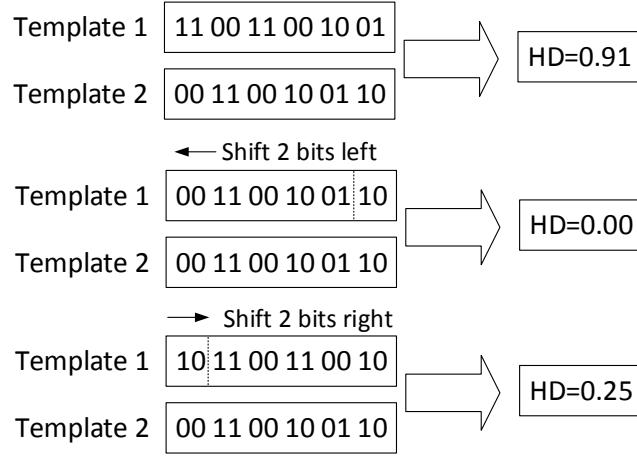 Template 1 11 00 11 00 10 01
HD=0.91
Template 2 00 11 00 10 01 10
Shift 2 bits left
Template 1 00 11 00 10 01 10
HD=0.00
Template 2 00 11 00 10 01 10
Shift 2 bits right
Template 1 10 11 00 11 00 10
HD=0.25
Template 2 00 11 00 10 01 10